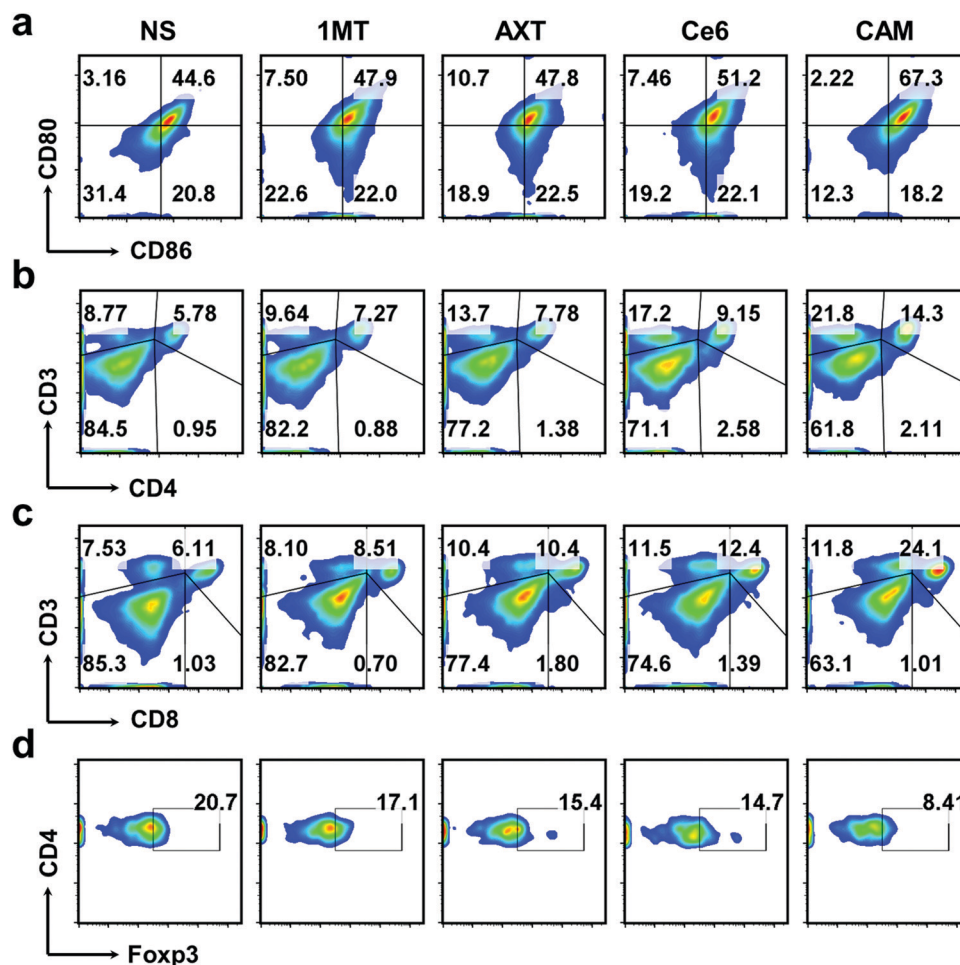 a
NS 1MT AXT Ce6 CAM
3.16 44.6 7.50 47.9 10.7 47.8 7.46 51.2 2.22 67.3
CD80
31.4 20.8 22.6 22.0 18.9 22.5 19.2 22.1 12.3 18.2
CD86
b
8.77 5.78 9.64 7.27 13.7 7.78 17.2 9.15 21.8 14.3
CD3
84.5 0.95 82.2 0.88 77.2 1.38 71.1 2.58 61.8 2.11
CD4
c
7.53 6.11 8.10 8.51 10.4 10.4 11.5 12.4 11.8 24.1
CD3
85.3 1.03 82.7 0.70 77.4 1.80 74.6 1.39 63.1 1.01
CD8
d
20.7 17.1 15.4 14.7 8.41
CD4
Foxp3